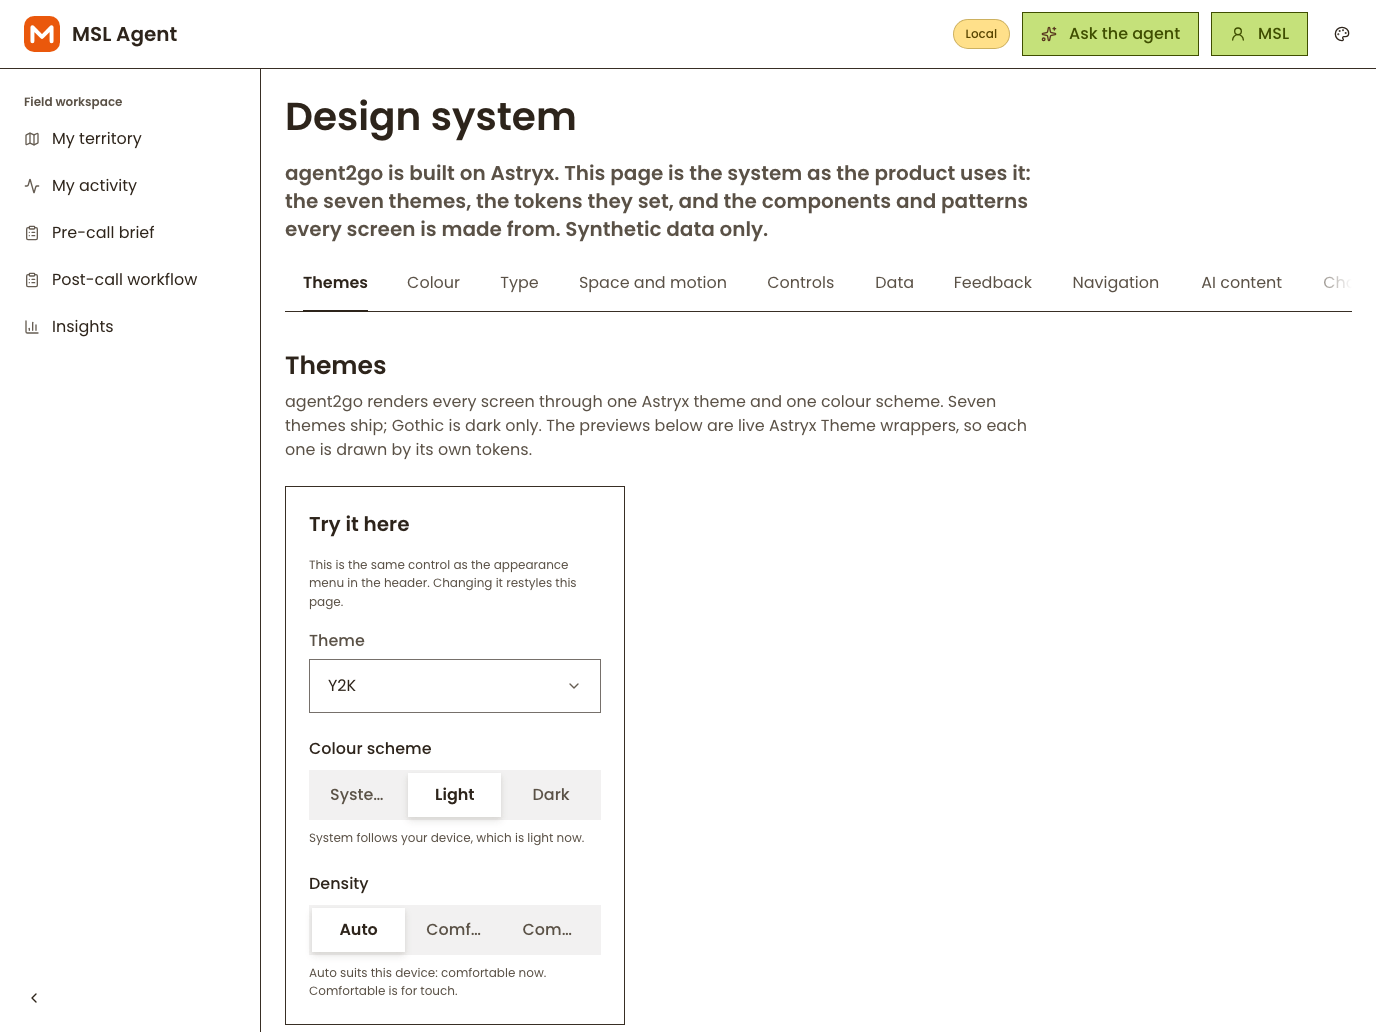 MSL Agent
Local
Ask the agent
MSL
Field workspace
My territory
My activity
Pre-call brief
Post-call workflow
Insights
Design system
agent2go is built on Astryx. This page is the system as the product uses it:
the seven themes, the tokens they set, and the components and patterns
every screen is made from. Synthetic data only.
Themes Colour Type Space and motion Controls Data Feedback Navigation AI content
Themes
agent2go renders every screen through one Astryx theme and one colour scheme. Seven
themes ship; Gothic is dark only. The previews below are live Astryx Theme wrappers, so each
one is drawn by its own tokens.
Try it here
This is the same control as the appearance
menu in the header. Changing it restyles this
page.
Theme
Y2K
Colour scheme
Syste... Light Dark
System follows your device, which is light now.
Density
Auto Comf... Com...
Auto suits this device: comfortable now.
Comfortable is for touch.